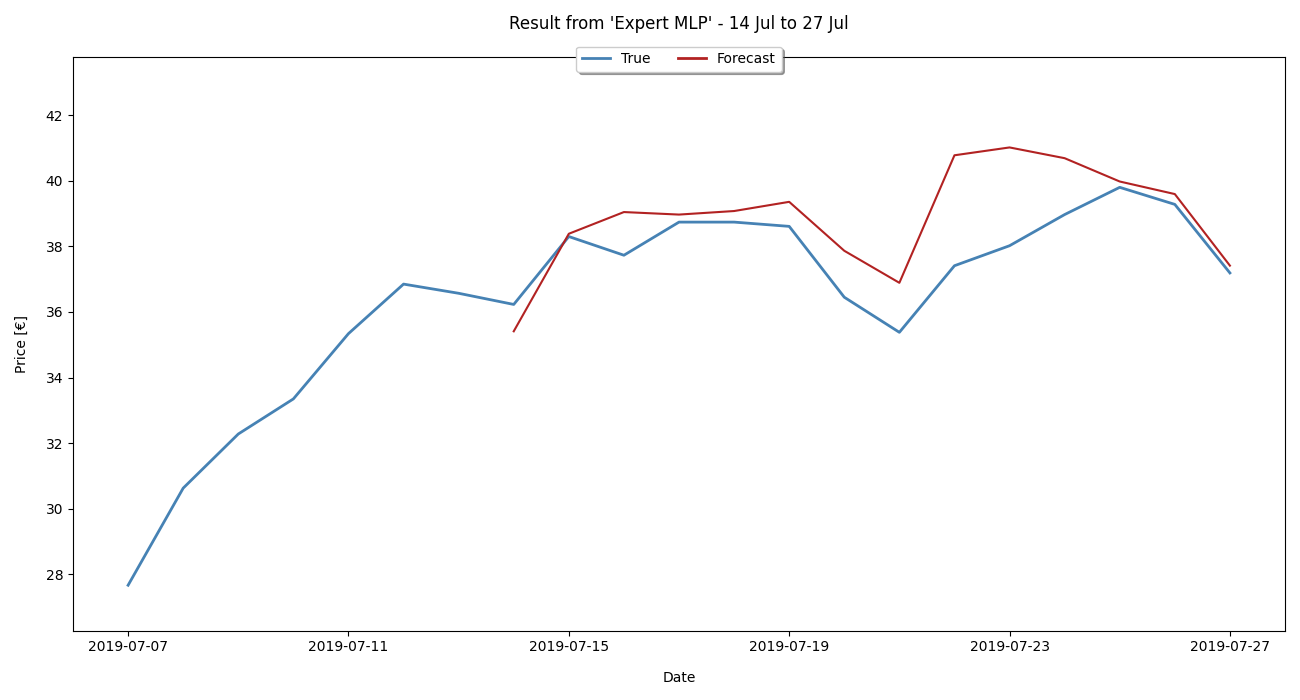 Result from 'Expert MLP' - 14 Jul to 27 Jul
True Forecast
42
40
38
36
34
32
30
28
Price [€]
2019-07-07 2019-07-11 2019-07-15 2019-07-19 2019-07-23 2019-07-27
Date